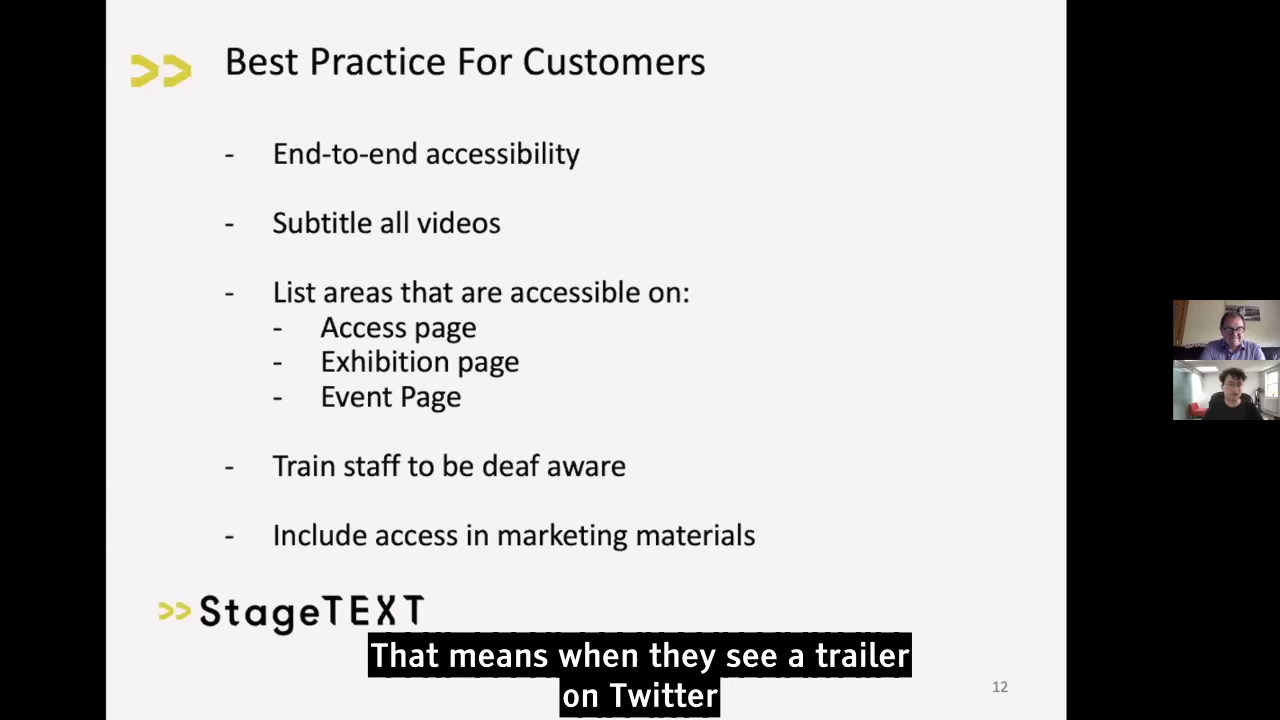 >> Best Practice For Customers
- End-to-end accessibility
- Subtitle all videos
- List areas that are accessible on:
- Access page
- Exhibition page
- Event Page
- Train staff to be deaf aware
- Include access in marketing materials
>> StageTEXT
That means when they see a trailer
on Twitter
12